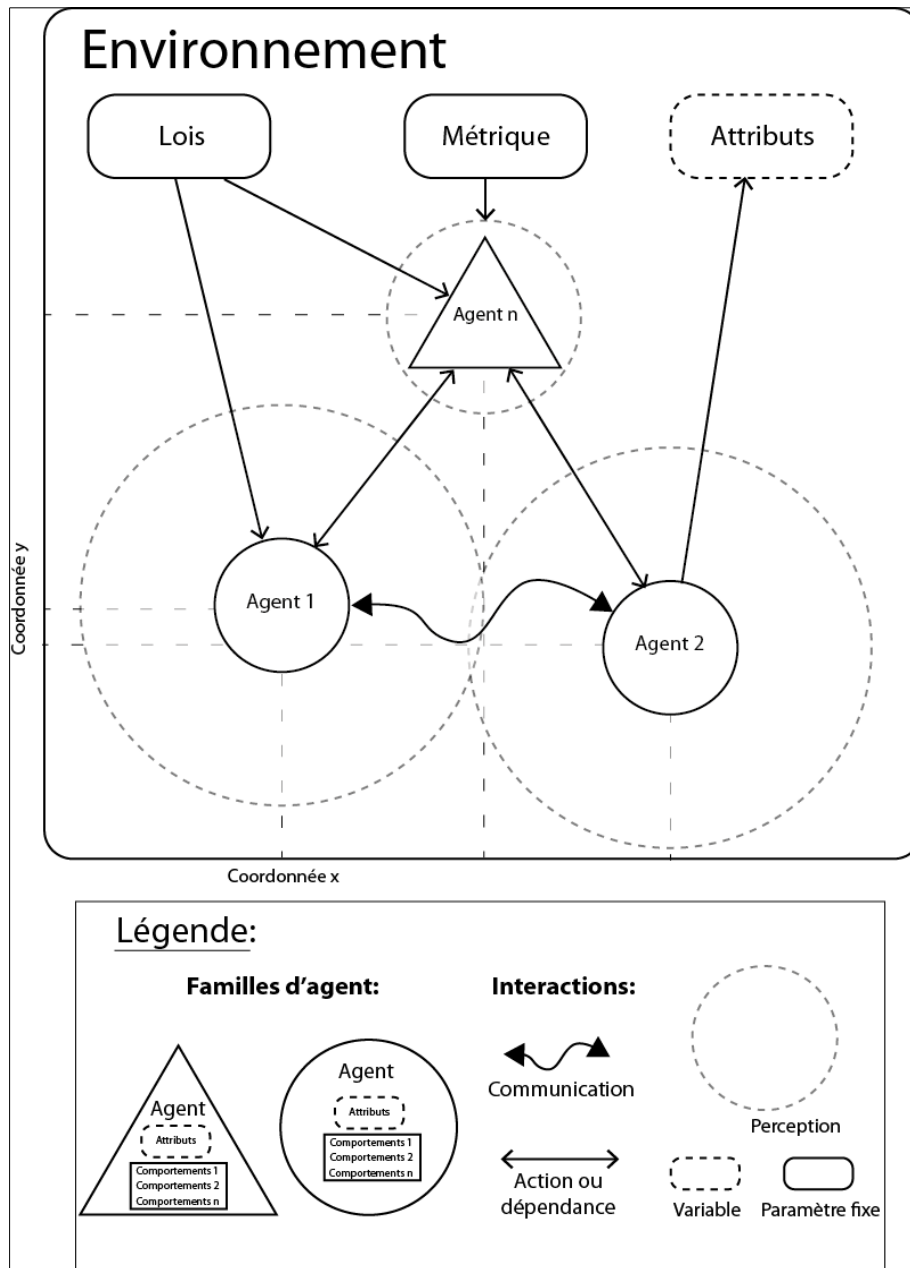 Environnement
Lois
Métrique
Attributs
Agent n
Agent 1
Agent 2
Coordonnée y
Coordonnée x
Légende:
Familles d'agent:
Agent
Attributs
Comportements 1
Comportements 2
Comportements n
Agent
Attributs
Comportements 1
Comportements 2
Comportements n
Interactions:
Communication
Action ou
dépendance
Perception
Variable
Paramètre fixe